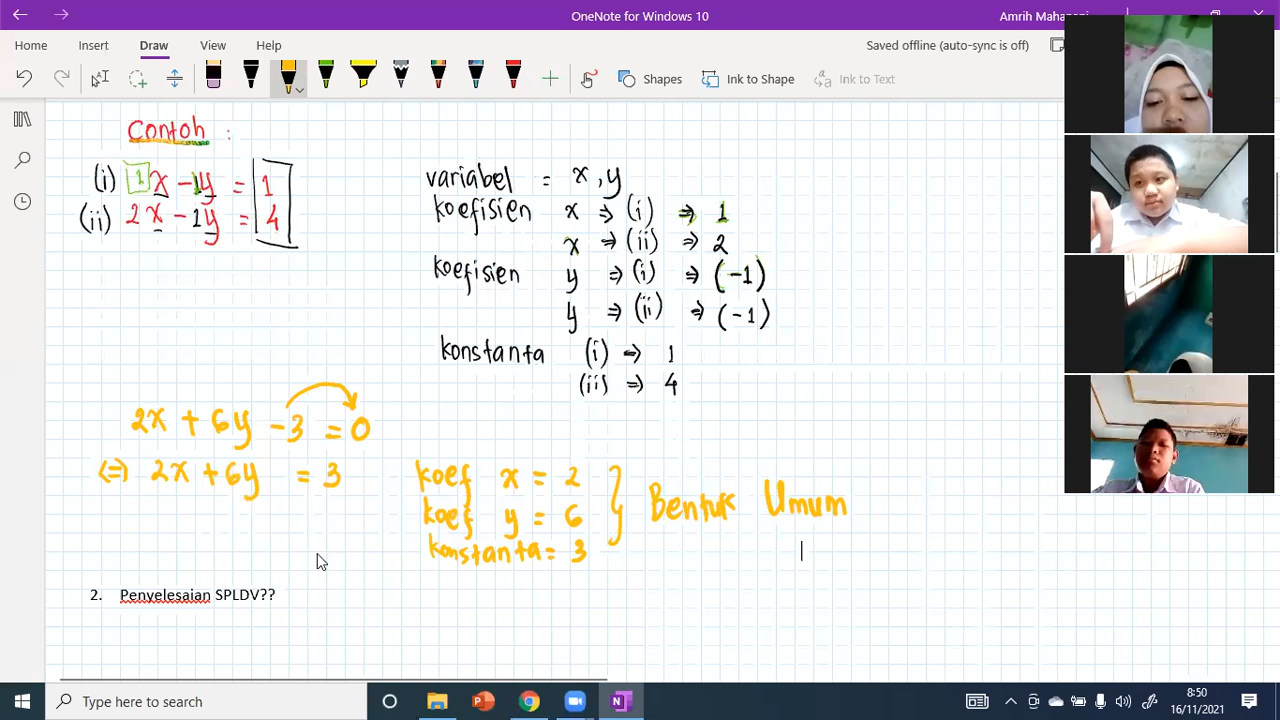 OneNote for Windows 10
Home Insert Draw View Help
Saved offline (auto-sync is off)
Shapes Ink to Shape Ink to Text
Contoh :
(i) 1x - 1y = 1
(ii) 2x - 1y = 4
variabel = x, y
koefisien x ⇒ (i) ⇒ 1
x ⇒ (ii) ⇒ 2
koefisien y ⇒ (i) ⇒ (-1)
y ⇒ (ii) ⇒ (-1)
konstanta (i) ⇒ 1
(ii) ⇒ 4
2x + 6y - 3 = 0
⇔ 2x + 6y = 3
koef x = 2
koef y = 6
konstanta = 3
Bentuk Umum
2. Penyelesaian SPLDV??
Type here to search
8:50
16/11/2021